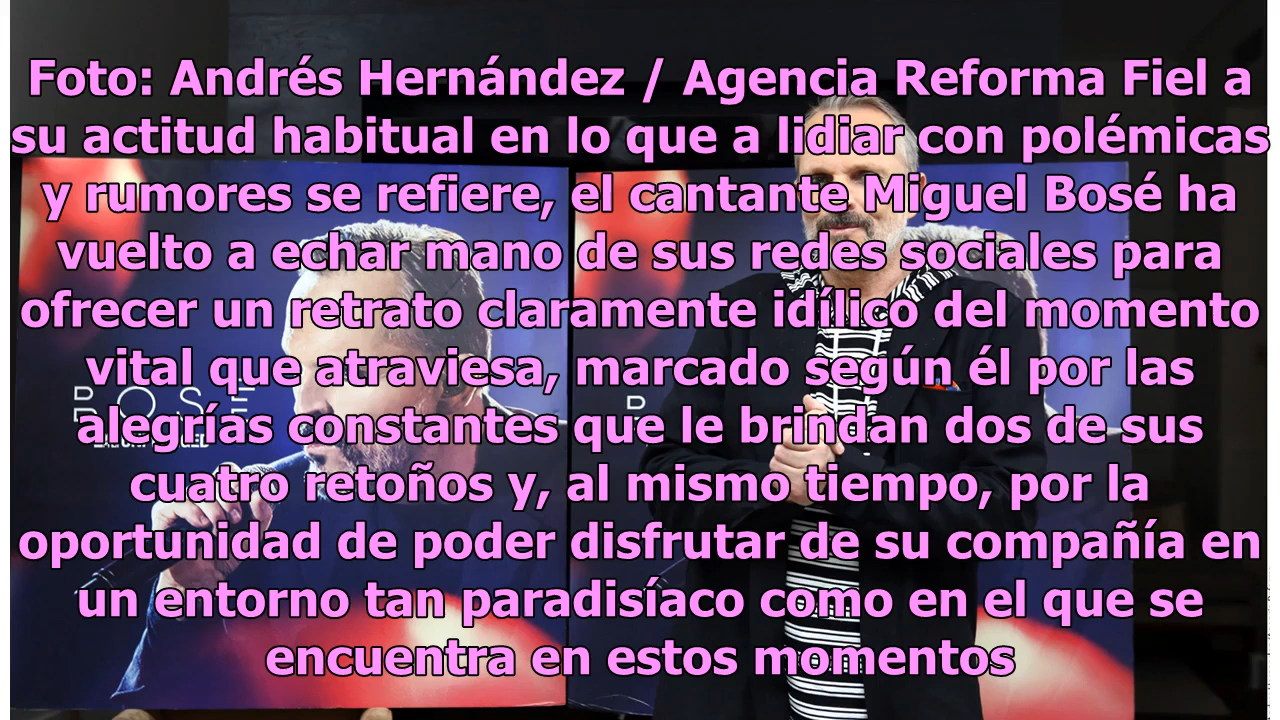 Foto: Andrés Hernández / Agencia Reforma Fiel a
su actitud habitual en lo que a lidiar con polémicas
y rumores se refiere, el cantante Miguel Bosé ha
vuelto a echar mano de sus redes sociales para
ofrecer un retrato claramente idílico del momento
vital que atraviesa, marcado según él por las
alegrías constantes que le brindan dos de sus
cuatro retoños y, al mismo tiempo, por la
oportunidad de poder disfrutar de su compañía en
un entorno tan paradisíaco como en el que se
encuentra en estos momentos
BOSÉ